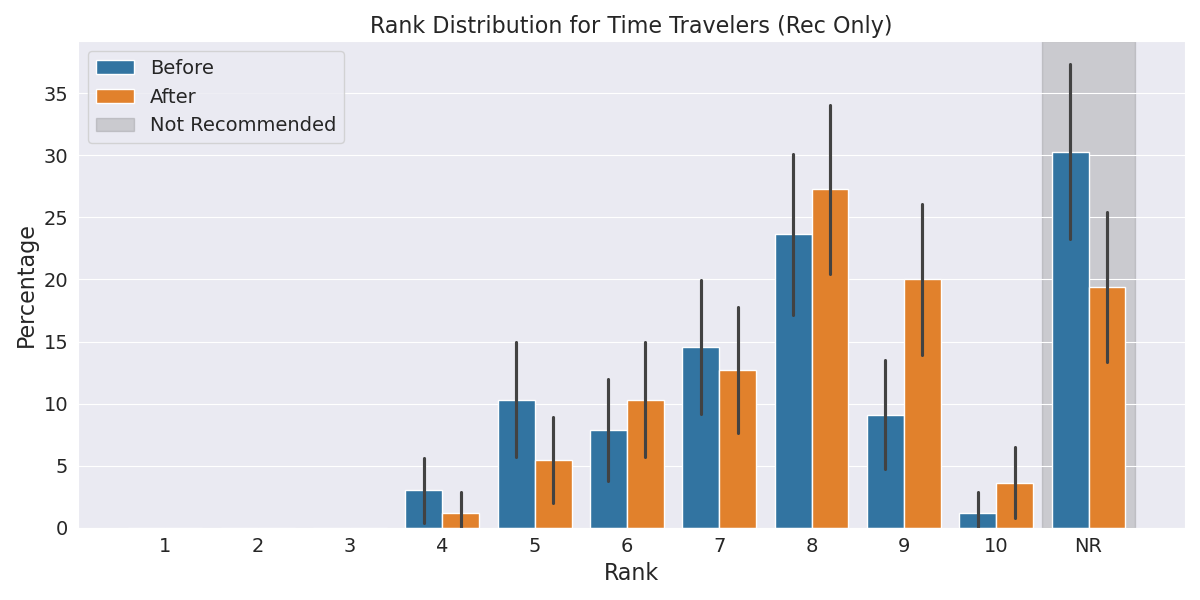 Rank Distribution for Time Travelers (Rec Only)
Before
After
Not Recommended
Percentage
35
30
25
20
15
10
5
0
1 2 3 4 5 6 7 8 9 10 NR
Rank